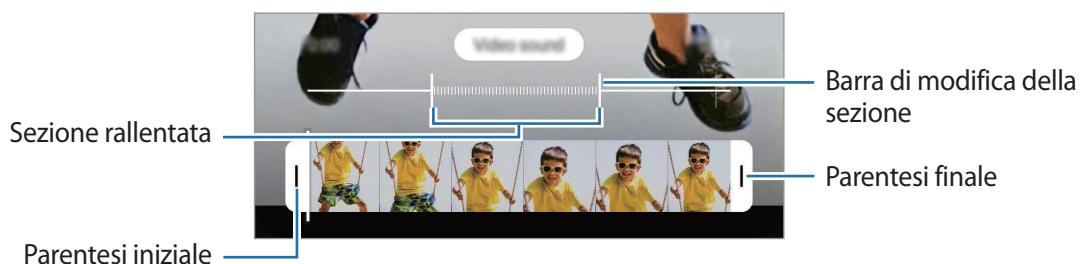 Video sound
Barra di modifica della
sezione
Sezione rallentata
Parentesi finale
Parentesi iniziale